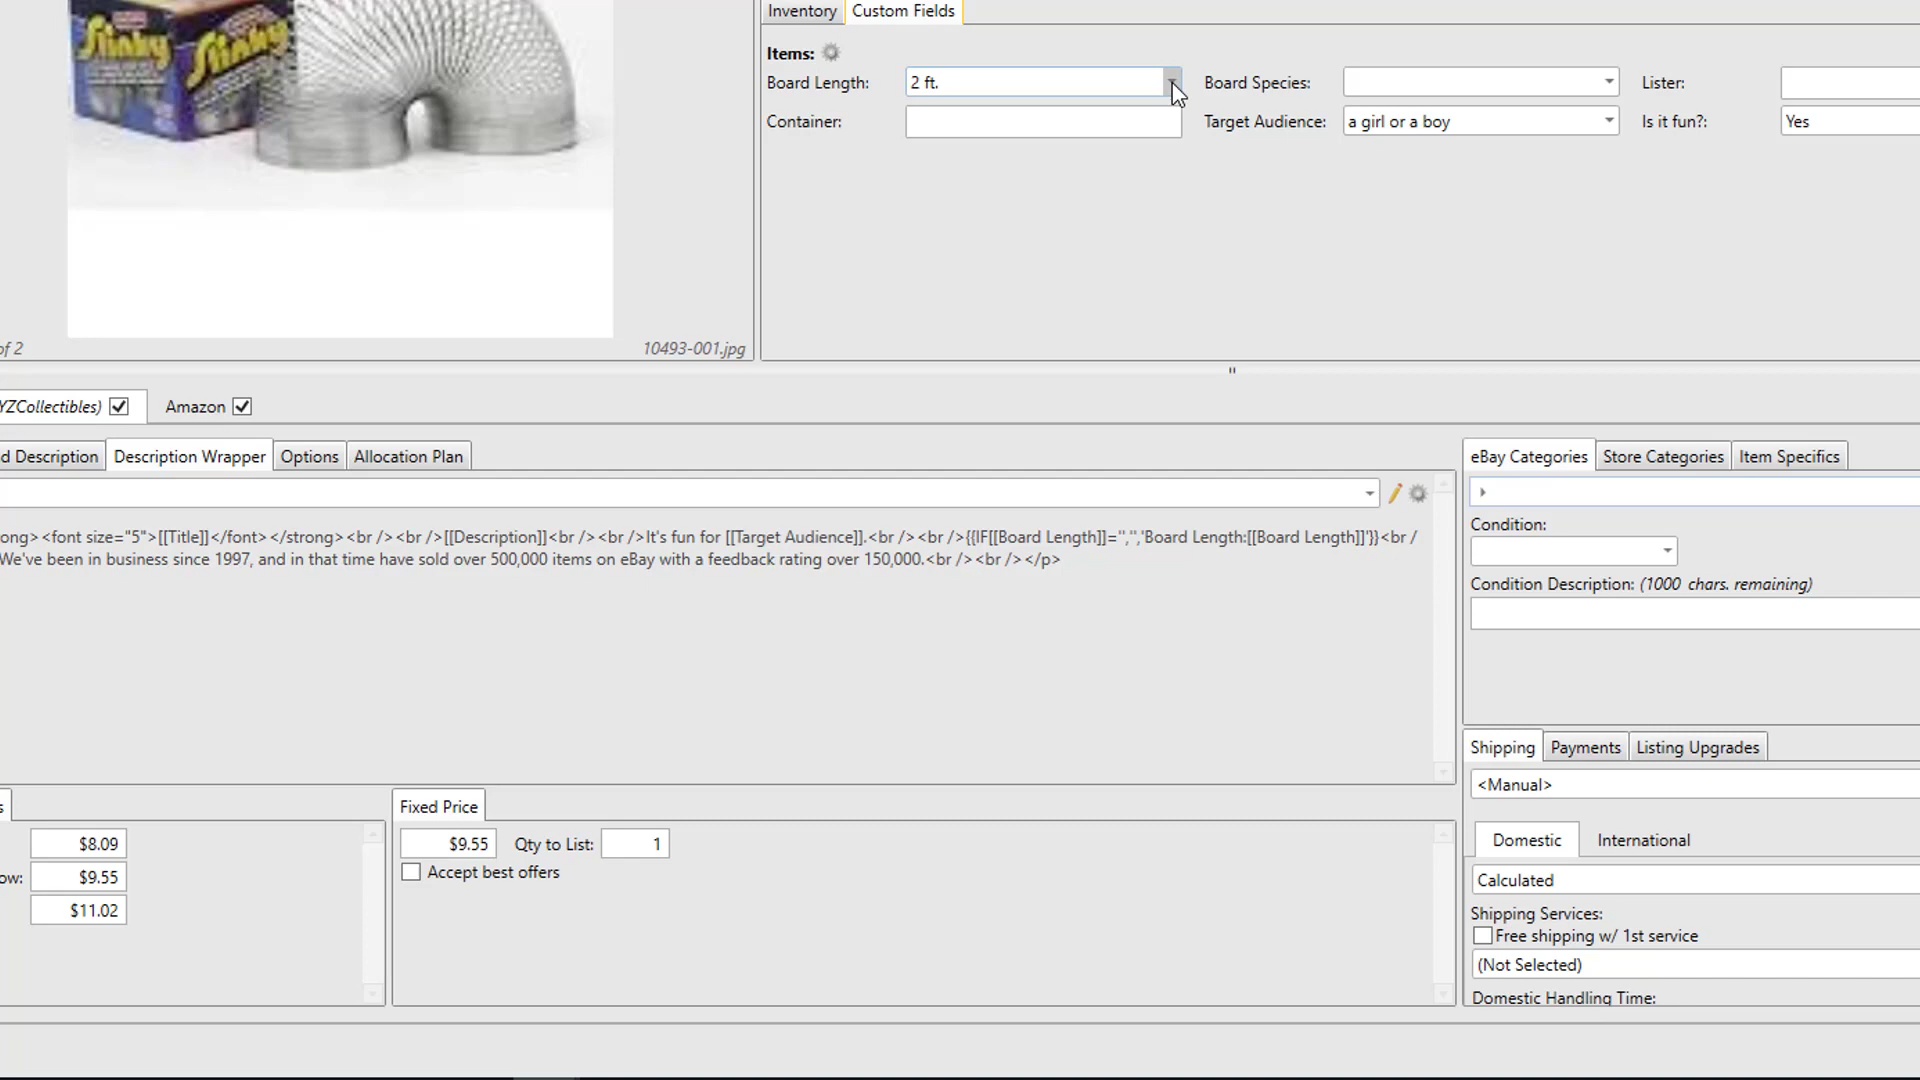 Slinky
Slinky
of 2
10493-001.jpg
Inventory
Custom Fields
Items:
Board Length:
2 ft.
Board Species:
Lister:
Container:
Target Audience:
a girl or a boy
Is it fun?:
Yes
YZCollectibles)
Amazon
d Description
Description Wrapper
Options
Allocation Plan
ong><font size="5">[[Title]]</font></strong><br /><br />[[Description]]<br /><br />It's fun for [[Target Audience]].<br /><br />{{IF[[Board Length]]='','','Board Length:[[Board Length]]'}}<br /
We've been in business since 1997, and in that time have sold over 500,000 items on eBay with a feedback rating over 150,000.<br /><br /></p>
eBay Categories
Store Categories
Item Specifics
Condition:
Condition Description: (1000 chars. remaining)
Shipping
Payments
Listing Upgrades
<Manual>
Domestic
International
Calculated
Shipping Services:
Free shipping w/ 1st service
(Not Selected)
Domestic Handling Time:
s
$8.09
ow:
$9.55
$11.02
Fixed Price
$9.55
Qty to List:
1
Accept best offers